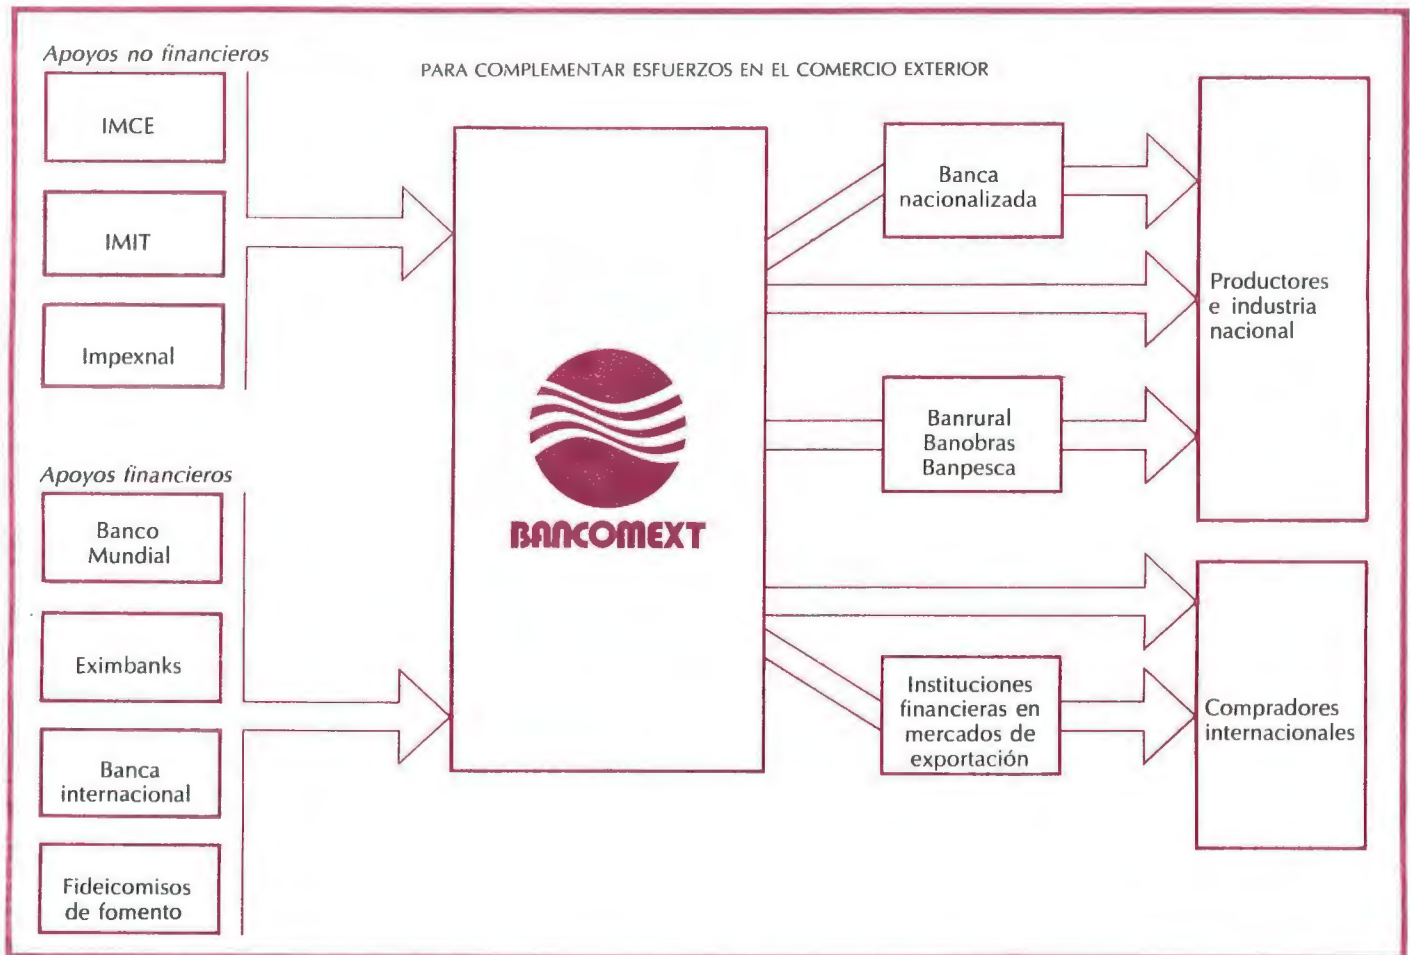 Apoyos no financieros
PARA COMPLEMENTAR ESFUERZOS EN EL COMERCIO EXTERIOR
IMCE
IMIT
Impexnal
Apoyos financieros
Banco
Mundial
Eximbanks
Banca
internacional
Fideicomisos
de fomento
BANCOMEXT
Banca
nacionalizada
Banrural
Banobras
Banpesca
Instituciones
financieras en
mercados de
exportación
Productores
e industria
nacional
Compradores
internacionales